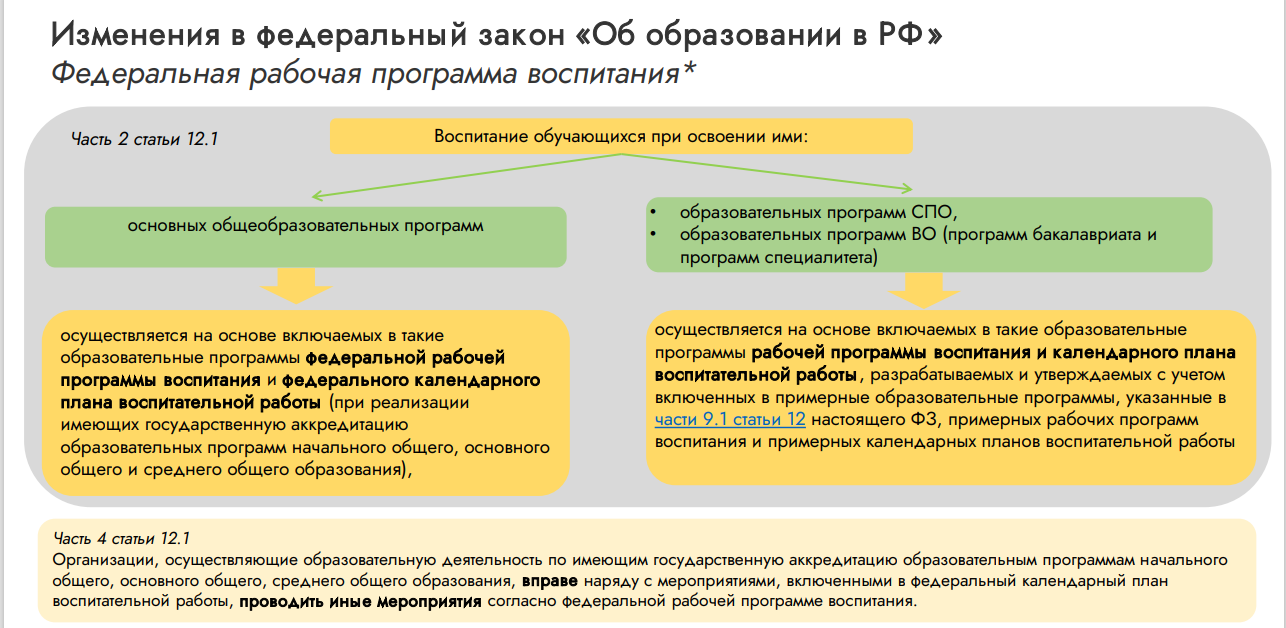 Изменения в федеральный закон «Об образовании в РФ»
Федеральная рабочая программа воспитания*
Часть 2 статьи 12.1
Воспитание обучающихся при освоении ими:
основных общеобразовательных программ
• образовательных программ СПО,
• образовательных программ ВО (программ бакалавриата и
программ специалитета)
осуществляется на основе включаемых в такие
образовательные программы федеральной рабочей
программы воспитания и федерального календарного
плана воспитательной работы (при реализации
имеющих государственную аккредитацию
образовательных программ начального общего, основного
общего и среднего общего образования),
осуществляется на основе включаемых в такие образовательные
программы рабочей программы воспитания и календарного плана
воспитательной работы, разрабатываемых и утверждаемых с учетом
включенных в примерные образовательные программы, указанные в
части 9.1 статьи 12 настоящего ФЗ, примерных рабочих программ
воспитания и примерных календарных планов воспитательной работы
Часть 4 статьи 12.1
Организации, осуществляющие образовательную деятельность по имеющим государственную аккредитацию образовательным программам начального
общего, основного общего, среднего общего образования, вправе наряду с мероприятиями, включенными в федеральный календарный план
воспитательной работы, проводить иные мероприятия согласно федеральной рабочей программе воспитания.